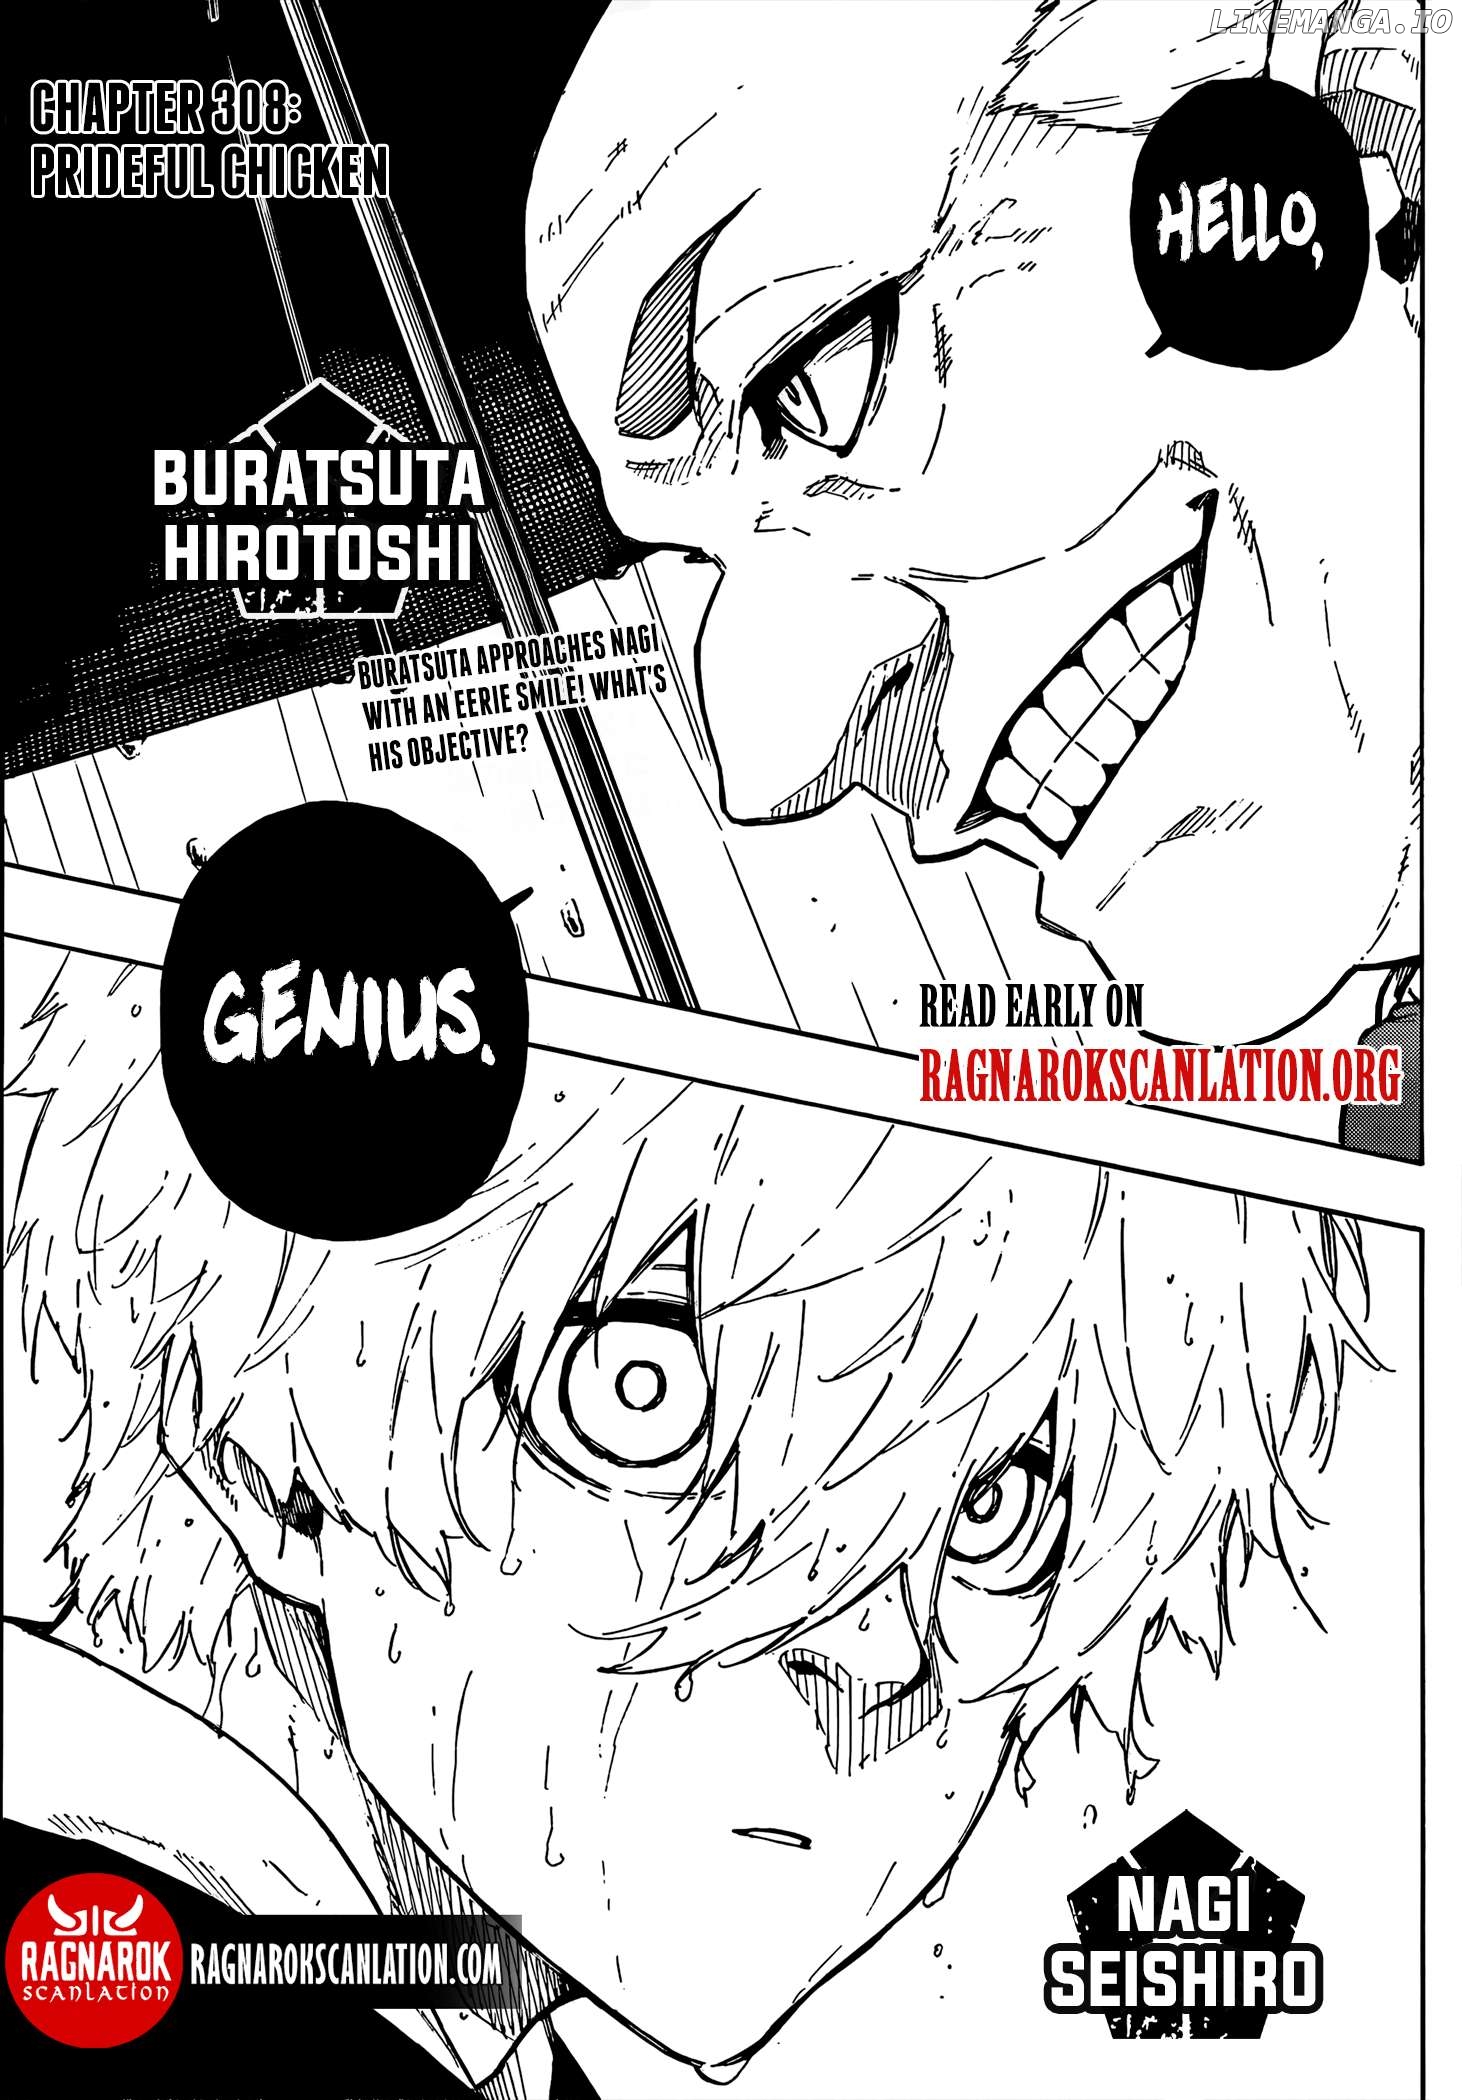 LIKEMANGA.IO
CHAPTER 308:
PRIDEFUL CHICKEN
HELLO,
BURATSUTA
HIROTOSHI
BURATSUTA APPROACHES NAGI
WITH AN EERIE SMILE! WHAT'S
HIS OBJECTIVE?
GENIUS.
READ EARLY ON
RAGNAROKSCANLATION.ORG
NAGI
SEISHIRO
RAGNAROK
SCANLATION
RAGNAROKSCANLATION.COM